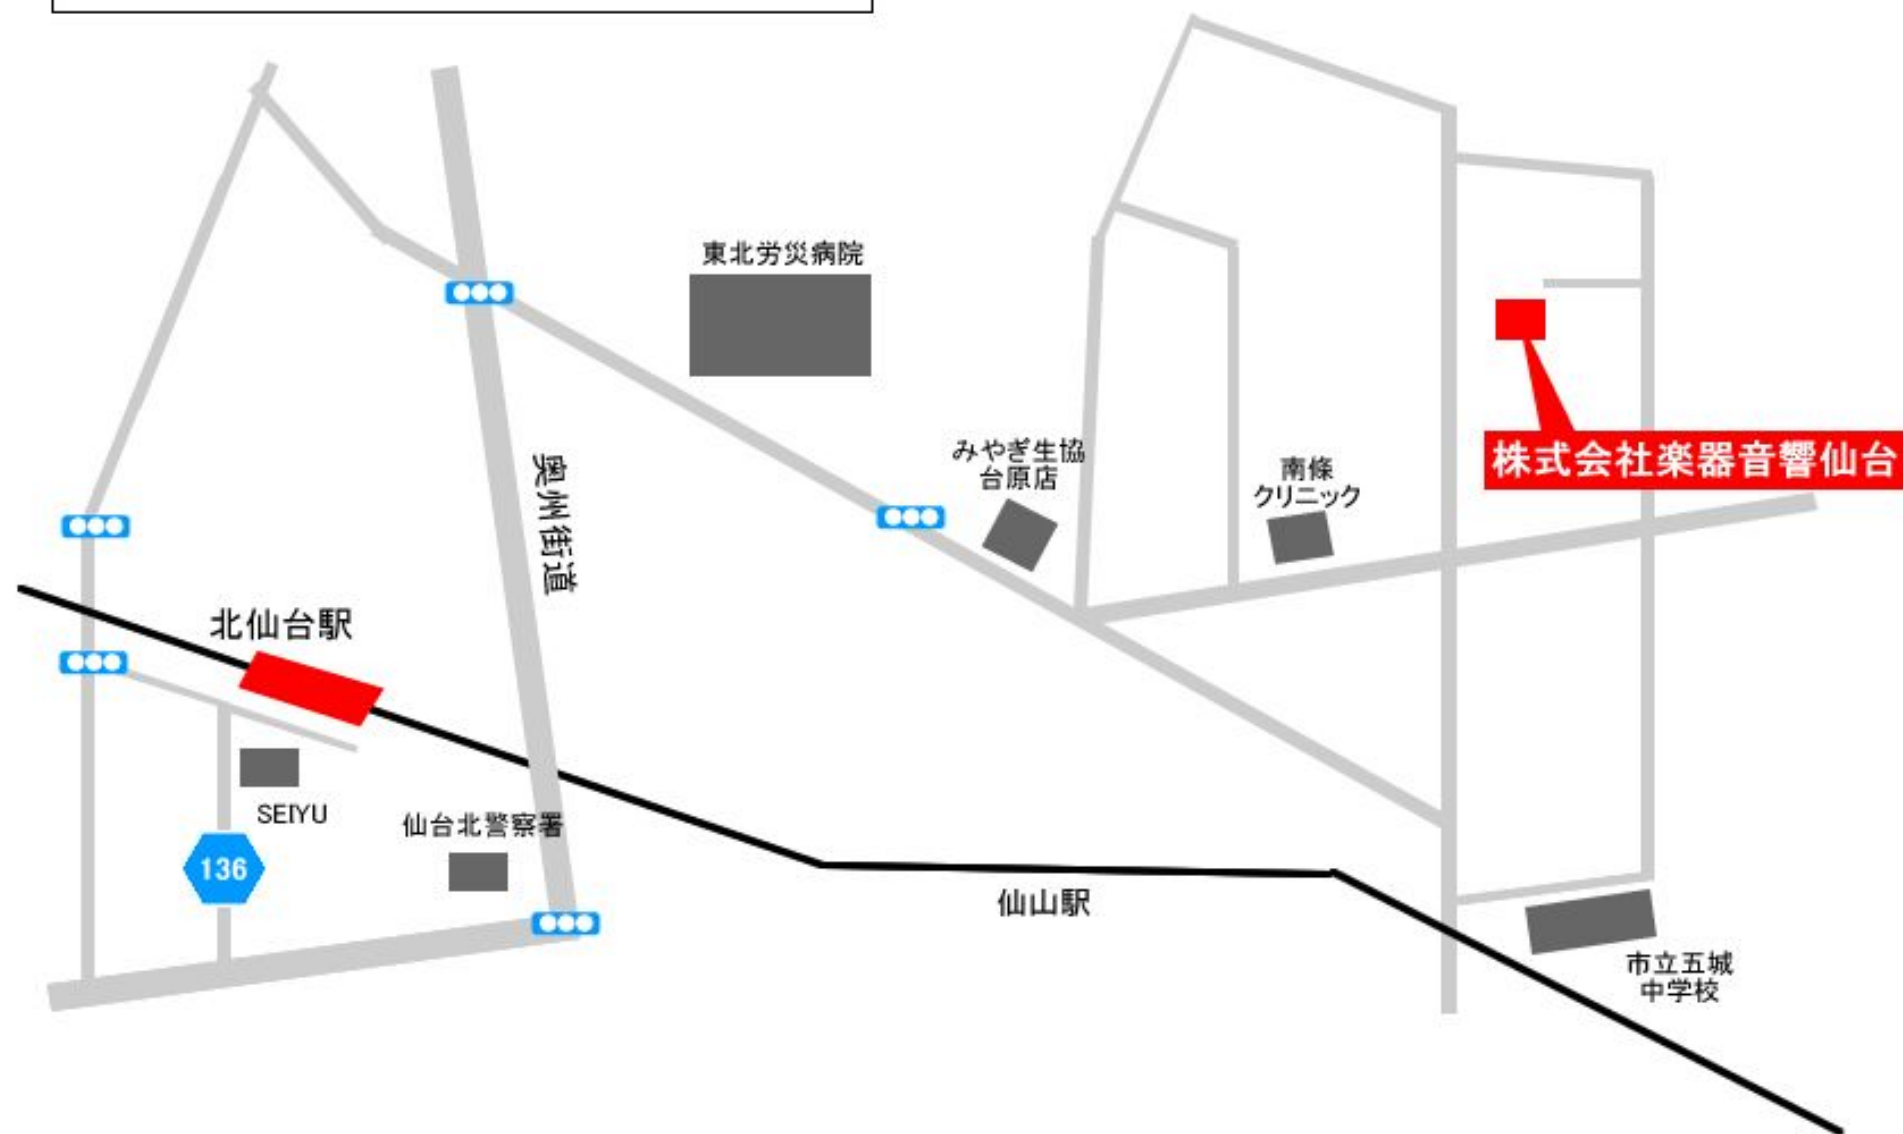 東北労災病院
みやぎ生協
台原店
南條
クリニック
株式会社楽器音響仙台
奥州街道
北仙台駅
SEIYU
仙台北警察署
136
仙山駅
市立五城
中学校